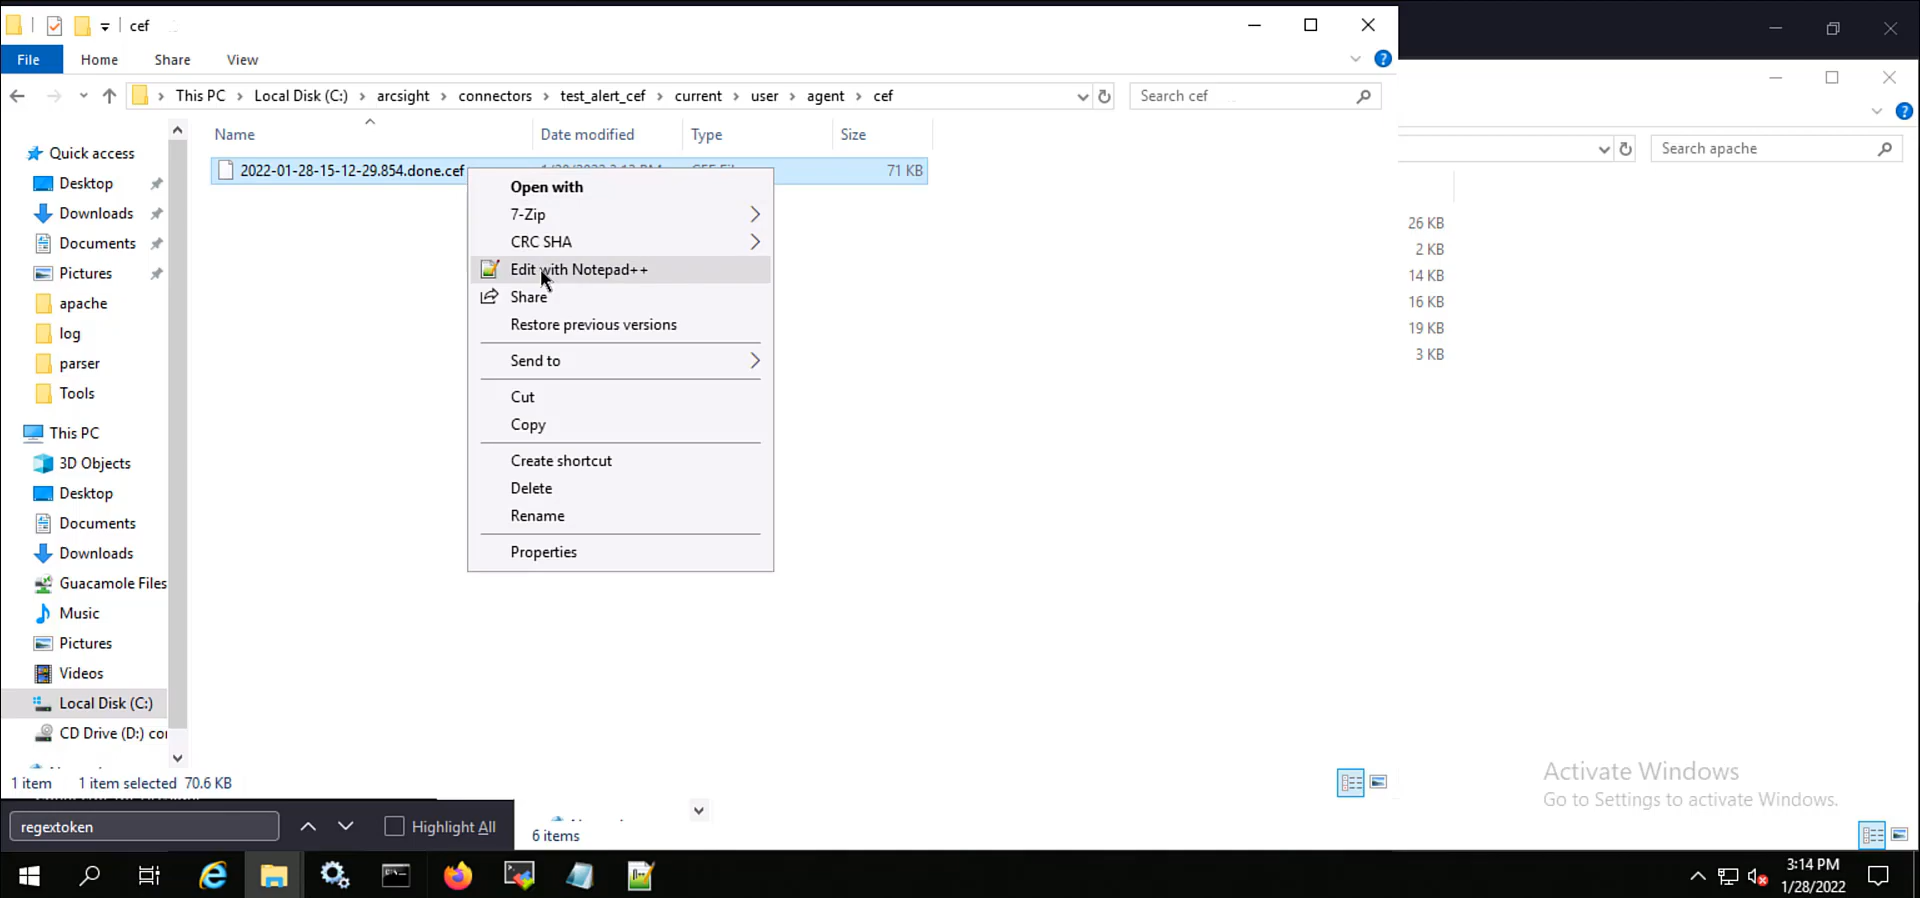 cef
File Home Share View
This PC Local Disk (C:) arcsight connectors test_alert_cef current user agent cef
Search cef
Search apache
Name Date modified Type Size
2022-01-28-15-12-29.854.done.cef 71 KB
Quick access
Desktop
Downloads
Documents
Pictures
apache
log
parser
Tools
This PC
3D Objects
Desktop
Documents
Downloads
Guacamole Files
Music
Pictures
Videos
Local Disk (C:)
CD Drive (D:)
Open with
7-Zip
CRC SHA
Edit with Notepad++
Share
Restore previous versions
Send to
Cut
Copy
Create shortcut
Delete
Rename
Properties
26 KB
2 KB
14 KB
16 KB
19 KB
3 KB
Activate Windows
Go to Settings to activate Windows.
1 item 1 item selected 70.6 KB
regextoken
Highlight All
6 items
3:14 PM
1/28/2022